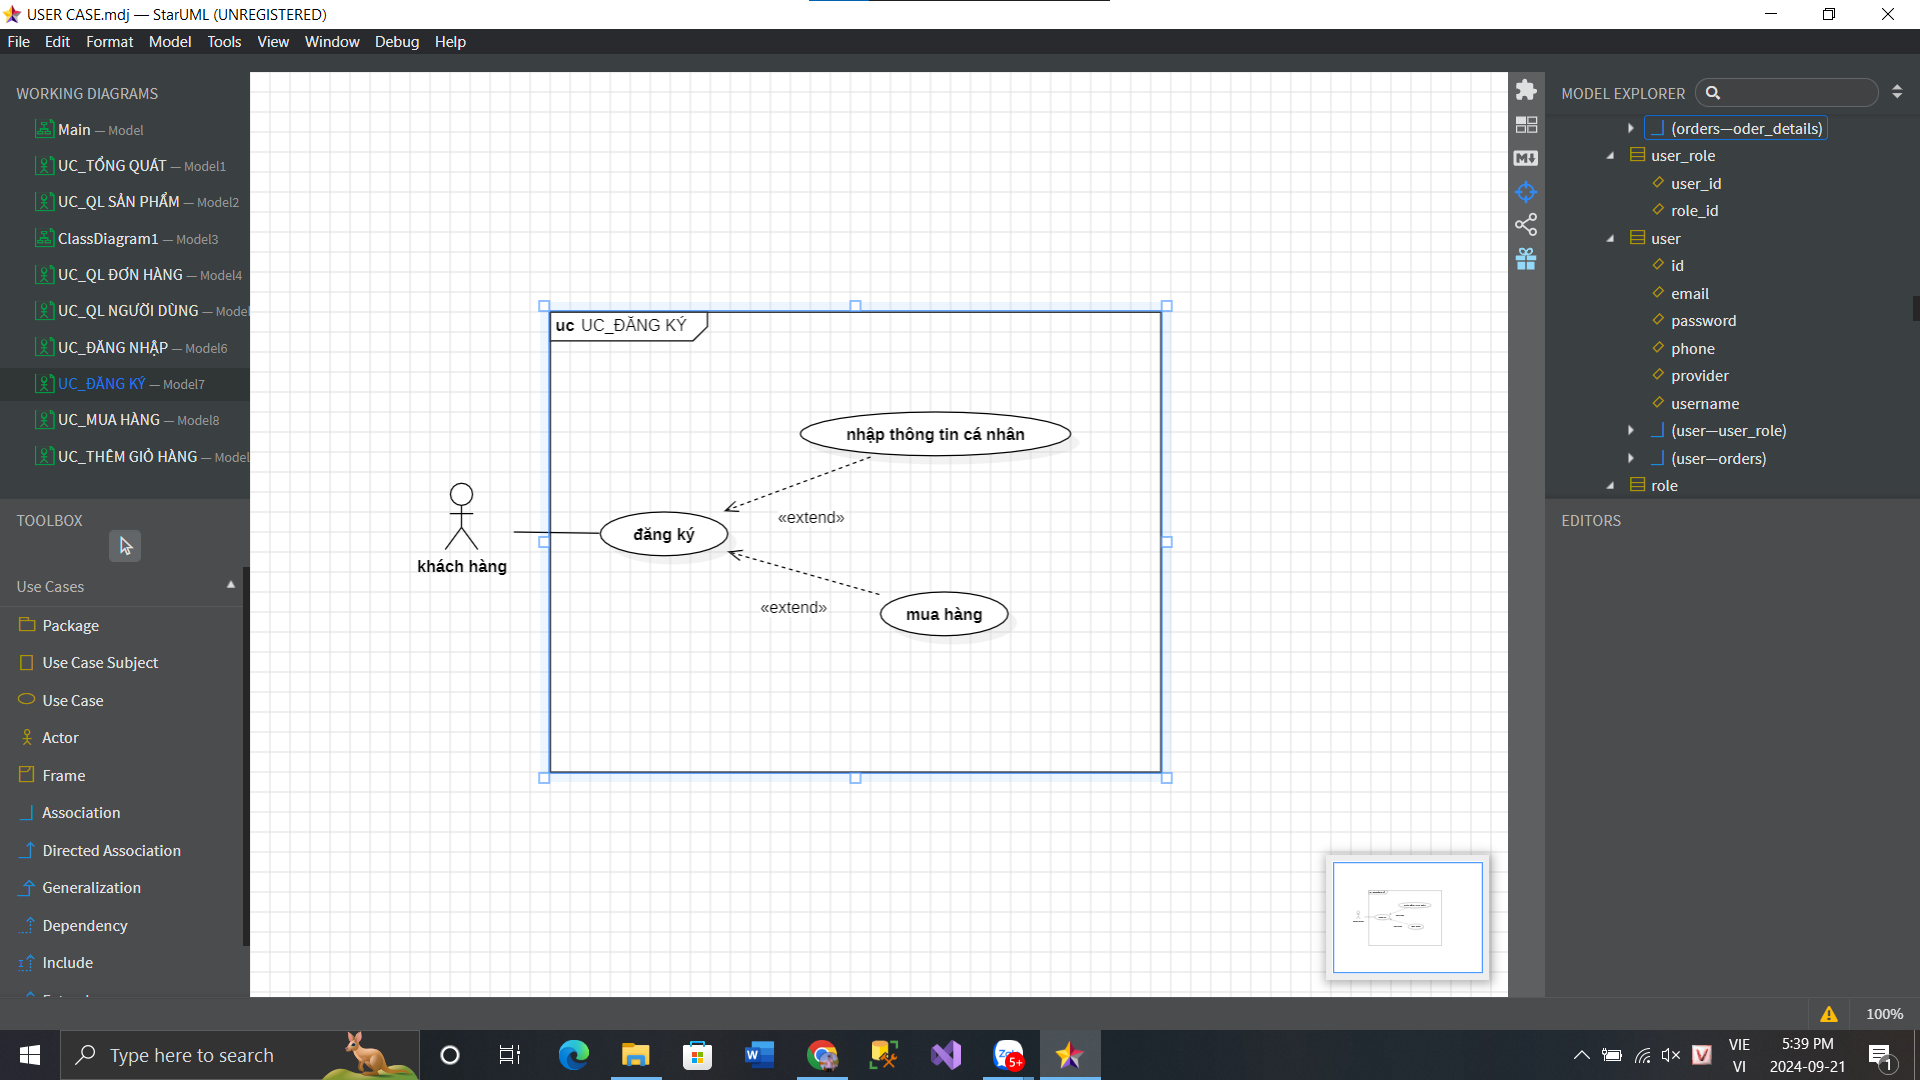 USER CASE.mdj — StarUML (UNREGISTERED)
File Edit Format Model Tools View Window Debug Help
WORKING DIAGRAMS
Main — Model
UC_TỔNG QUÁT — Model1
UC_QL SẢN PHẨM — Model2
ClassDiagram1 — Model3
UC_QL ĐƠN HÀNG — Model4
UC_QL NGƯỜI DÙNG — Model
UC_ĐĂNG NHẬP — Model6
UC_ĐĂNG KÝ — Model7
UC_MUA HÀNG — Model8
UC_THÊM GIỎ HÀNG — Model
TOOLBOX
Use Cases
Package
Use Case Subject
Use Case
Actor
Frame
Association
Directed Association
Generalization
Dependency
Include
uc UC_ĐĂNG KÝ
nhập thông tin cá nhân
«extend»
đăng ký
khách hàng
«extend»
mua hàng
MODEL EXPLORER
(orders—oder_details)
user_role
user_id
role_id
user
id
email
password
phone
provider
username
(user—user_role)
(user—orders)
role
EDITORS
100%
Type here to search
5+
VIE
VI
5:39 PM
2024-09-21
1